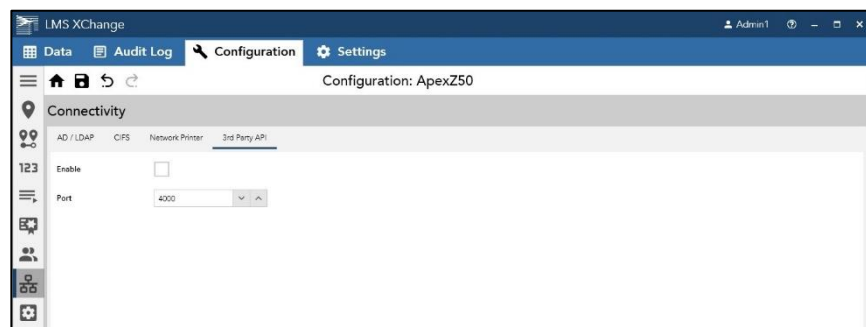 LMS XChange
Admin1
Data Audit Log Configuration Settings
Configuration: ApexZ50
Connectivity
AD / LDAP CIFS Network Printer 3rd Party API
123
Enable
Port 4000